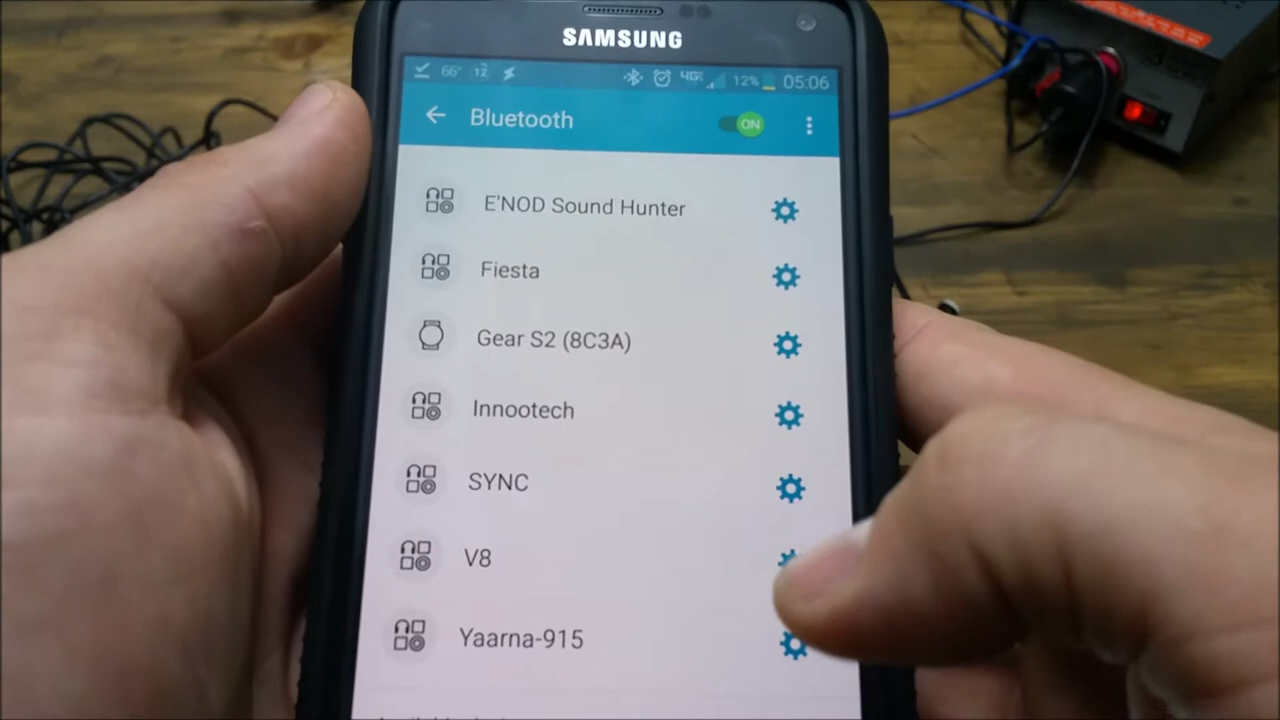 SAMSUNG
66° 12 4G 12% 05:06
Bluetooth ON
E'NOD Sound Hunter
Fiesta
Gear S2 (8C3A)
Innootech
SYNC
V8
Yaarna-915